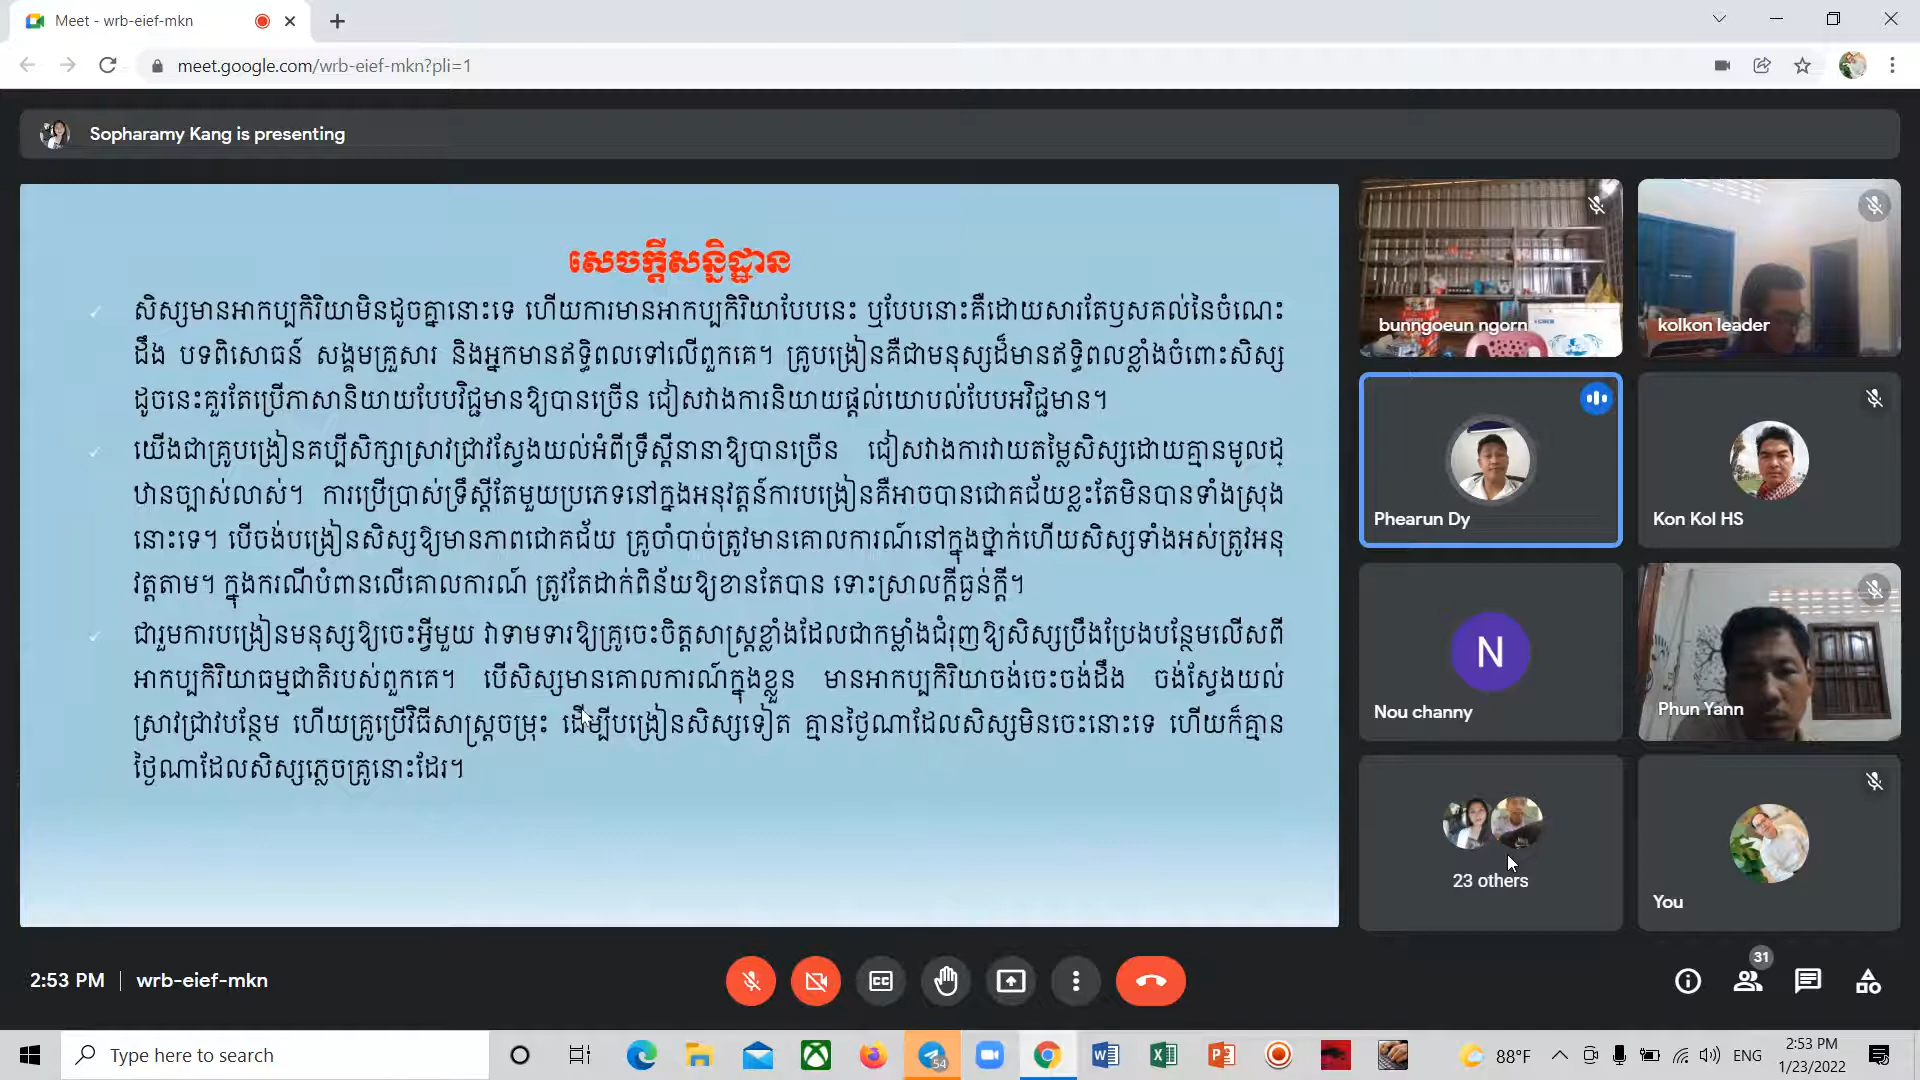 Meet - wrb-eief-mkn
meet.google.com/wrb-eief-mkn?pli=1
Sopharamy Kang is presenting
សេចក្តីសន្និដ្ឋាន
សិស្សមានអាកប្បកិរិយាមិនដូចគ្នានោះទេ ហើយការមានអាកប្បកិរិយាបែបនេះ ឬបែបនោះគឺដោយសារតែឫសគល់នៃចំណេះ
ដឹង បទពិសោធន៍ សង្គមគ្រួសារ និងអ្នកមានឥទ្ធិពលទៅលើពួកគេ។ គ្រូបង្រៀនគឺជាមនុស្សដ៏មានឥទ្ធិពលខ្លាំងចំពោះសិស្ស
ដូចនេះគួរតែប្រើភាសានិយាយបែបវិជ្ជមានឱ្យបានច្រើន ជៀសវាងការនិយាយផ្តល់យោបល់បែបអវិជ្ជមាន។
យើងជាគ្រូបង្រៀនគប្បីសិក្សាស្រាវជ្រាវស្វែងយល់អំពីទ្រឹស្តីនានាឱ្យបានច្រើន ជៀសវាងការវាយតម្លៃសិស្សដោយគ្មានមូលដ្
ឋានច្បាស់លាស់។ ការប្រើប្រាស់ទ្រឹស្តីតែមួយប្រភេទនៅក្នុងអនុវត្តន៍ការបង្រៀនគឺអាចបានជោគជ័យខ្លះតែមិនបានទាំងស្រុង
នោះទេ។ បើចង់បង្រៀនសិស្សឱ្យមានភាពជោគជ័យ គ្រូចាំបាច់ត្រូវមានគោលការណ៍នៅក្នុងថ្នាក់ហើយសិស្សទាំងអស់ត្រូវអនុ
វត្តតាម។ ក្នុងករណីបំពានលើគោលការណ៍ ត្រូវតែដាក់ពិន័យឱ្យខានតែបាន ទោះស្រាលក្តីធ្ងន់ក្តី។
ជារួមការបង្រៀនមនុស្សឱ្យចេះអ្វីមួយ វាទាមទារឱ្យគ្រូចេះចិត្តសាស្ត្រខ្លាំងដែលជាកម្លាំងជំរុញឱ្យសិស្សប្រឹងប្រែងបន្ថែមលើសពី
អាកប្បកិរិយាធម្មជាតិរបស់ពួកគេ។ បើសិស្សមានគោលការណ៍ក្នុងខ្លួន មានអាកប្បកិរិយាចង់ចេះចង់ដឹង ចង់ស្វែងយល់
ស្រាវជ្រាវបន្ថែម ហើយគ្រូប្រើវិធីសាស្ត្រចម្រុះ ដើម្បីបង្រៀនសិស្សទៀត គ្មានថ្ងៃណាដែលសិស្សមិនចេះនោះទេ ហើយក៏គ្មាន
ថ្ងៃណាដែលសិស្សភ្លេចគ្រូនោះដែរ។
bunngoeun ngorn
kolkon leader
Phearun Dy
Kon Kol HS
N
Nou channy
Phun Yann
23 others
You
2:53 PM | wrb-eief-mkn
31
Type here to search
54
88°F
ENG
2:53 PM
1/23/2022